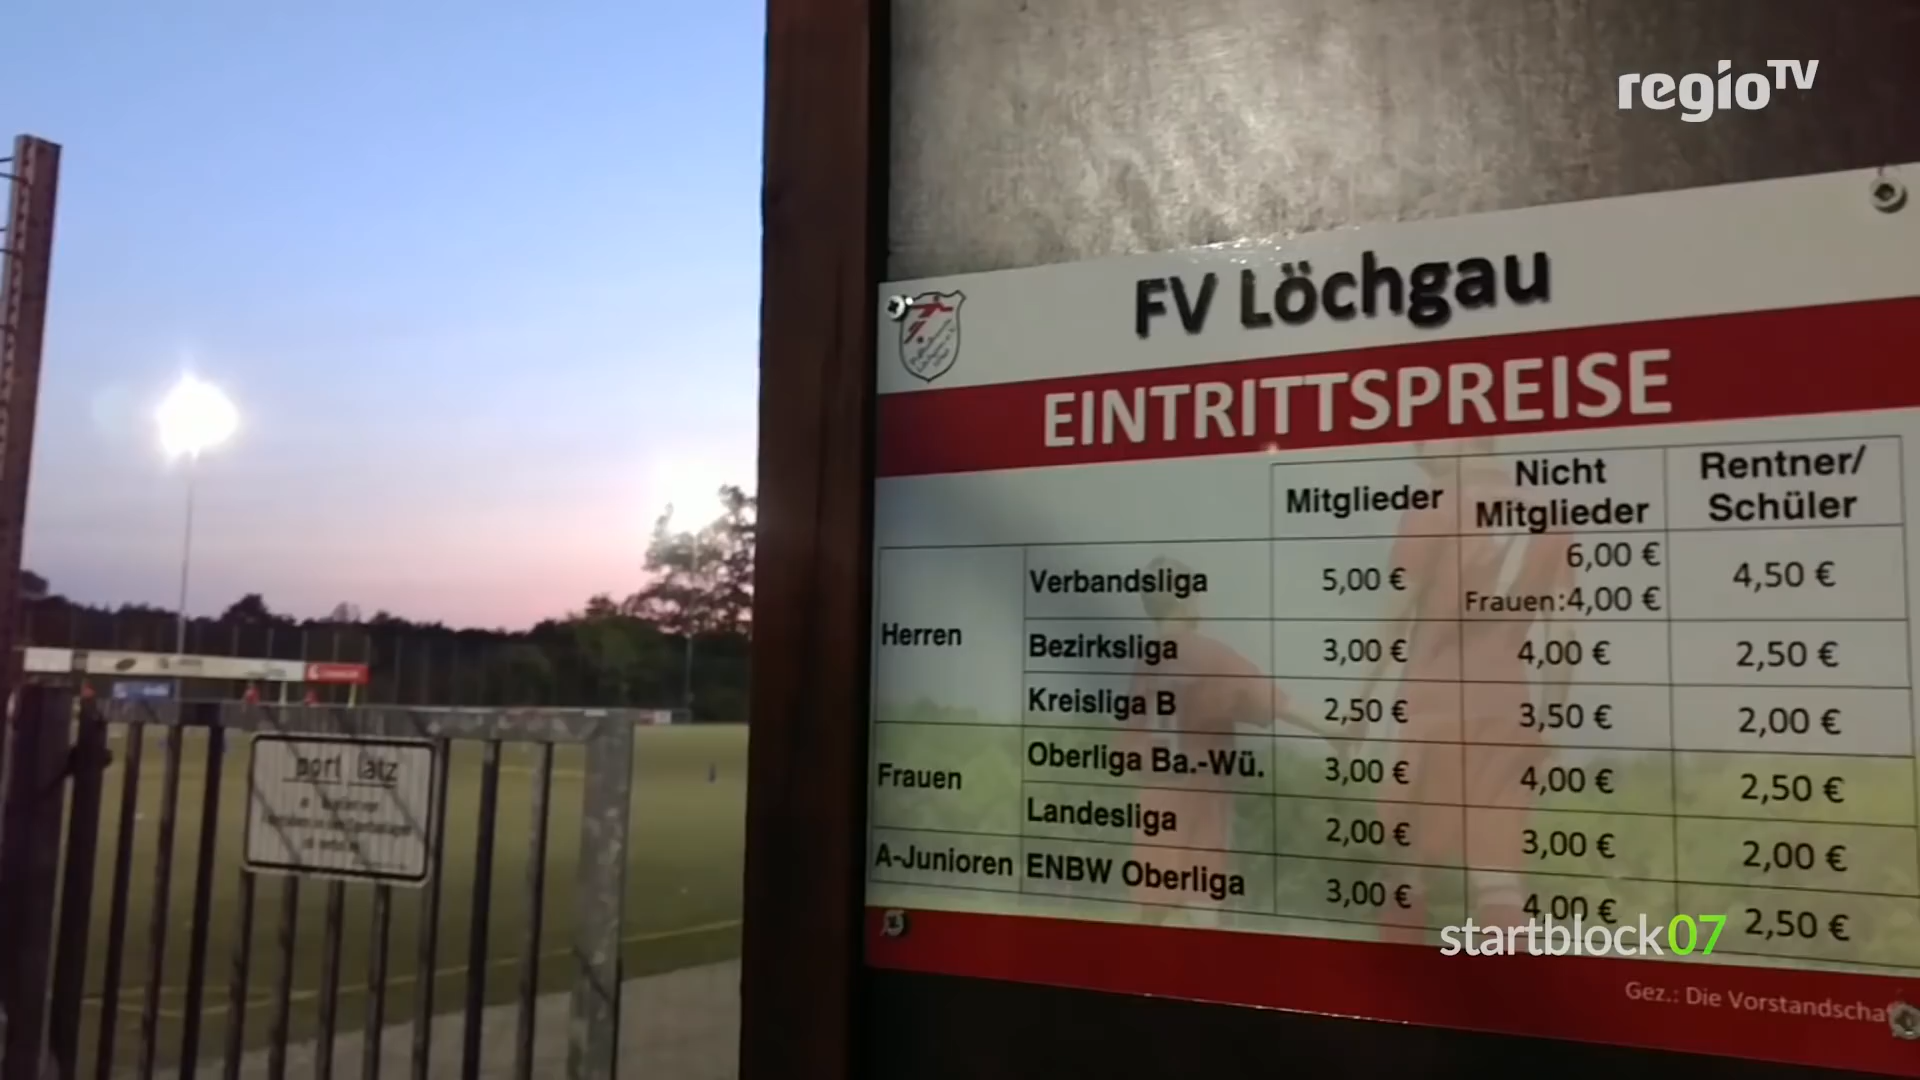 regioTV
FV Löchgau
EINTRITTSPREISE
Mitglieder Nicht Mitglieder Rentner/ Schüler
Herren Verbandsliga 5,00 € 6,00 € Frauen:4,00 € 4,50 €
Bezirksliga 3,00 € 4,00 € 2,50 €
Kreisliga B 2,50 € 3,50 € 2,00 €
Frauen Oberliga Ba.-Wü. 3,00 € 4,00 € 2,50 €
Landesliga 2,00 € 3,00 € 2,00 €
A-Junioren ENBW Oberliga 3,00 € 4,00 € 2,50 €
startblock07
Gez.: Die